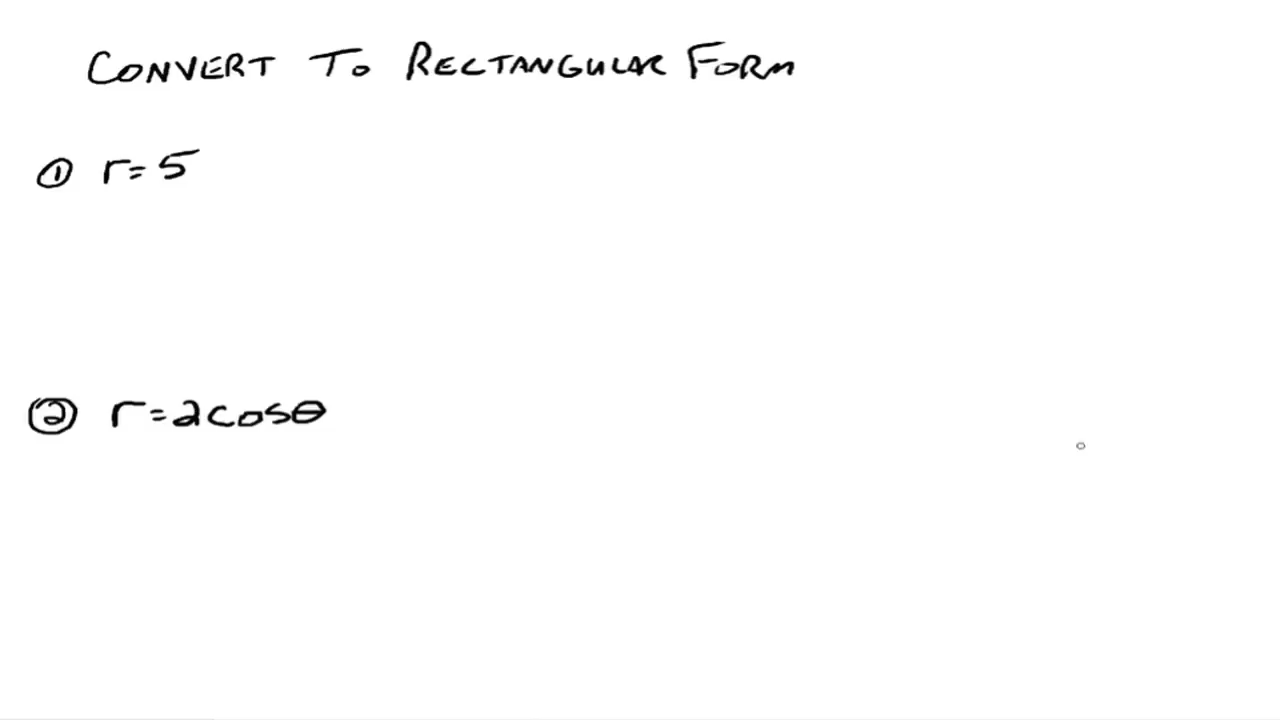 CONVERT TO RECTANGULAR FORM
① r=5
② r=2cosθ